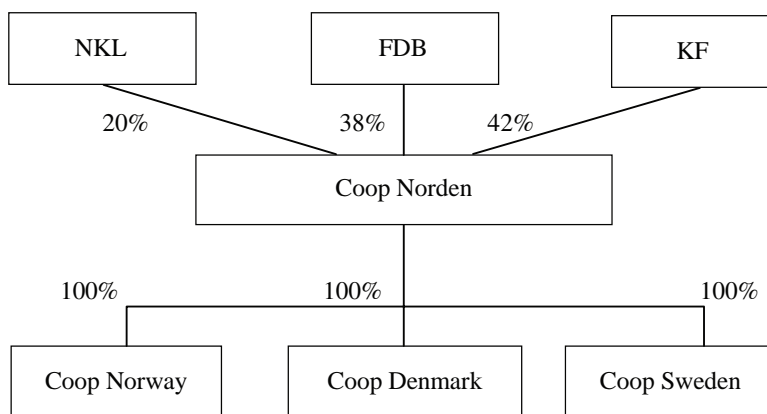 NKL
FDB
KF
20%
38%
42%
Coop Norden
100%
100%
100%
Coop Norway
Coop Denmark
Coop Sweden